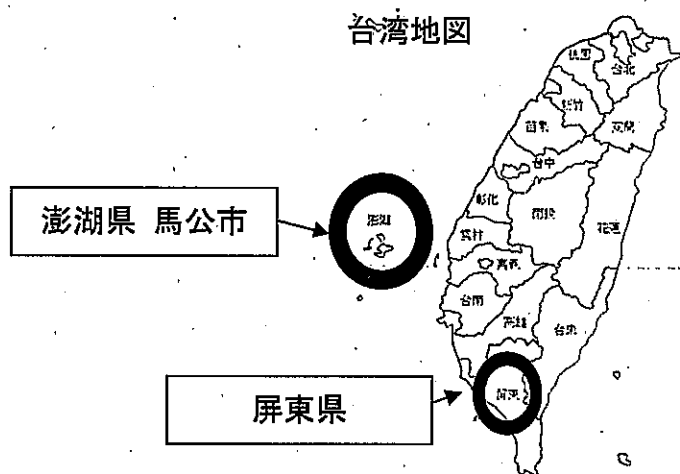 台湾地図
桃園
台北
新竹
苗栗
宜蘭
台中
澎湖県 馬公市
澎湖
彰化
南投
花蓮
雲林
嘉義
台南
高雄
台東
屏東県
屏東